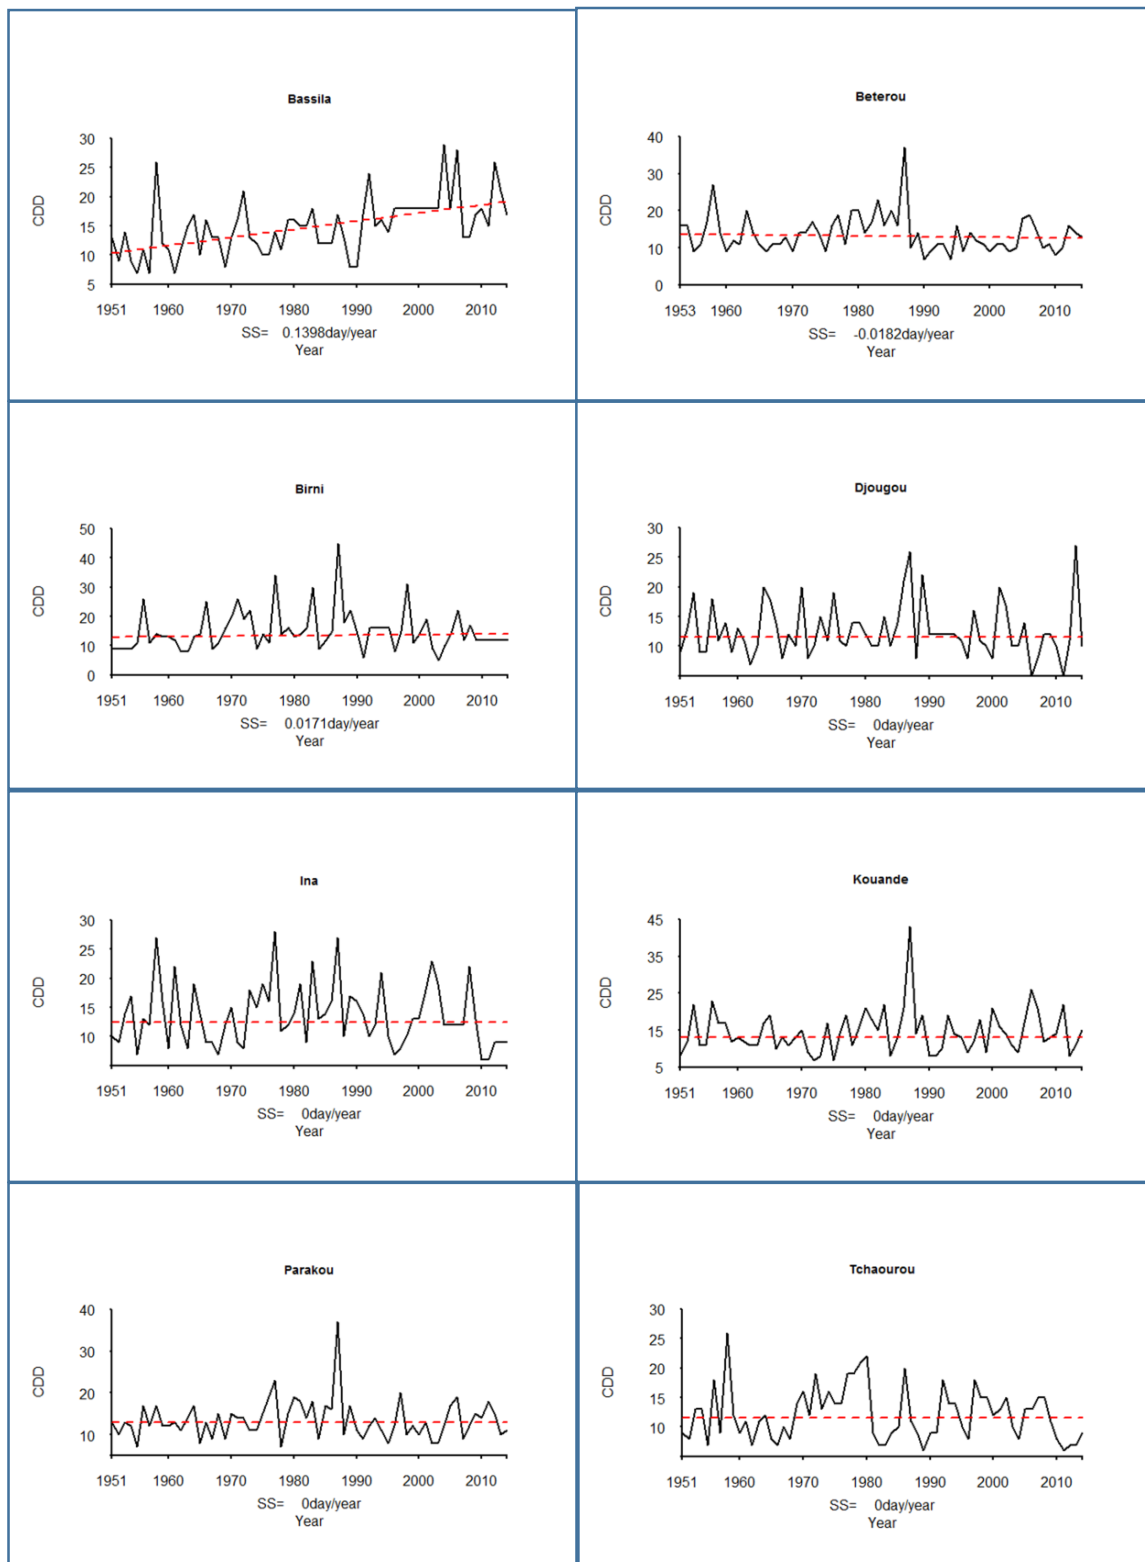 Bassila
CDD
30
25
20
15
10
5
1951 1960 1970 1980 1990 2000 2010
SS= 0.1398day/year
Year
Beterou
CDD
40
30
20
10
0
1953 1960 1970 1980 1990 2000 2010
SS= -0.0182day/year
Year
Birni
CDD
50
40
30
20
10
0
1951 1960 1970 1980 1990 2000 2010
SS= 0.0171day/year
Year
Djougou
CDD
30
25
20
15
10
1951 1960 1970 1980 1990 2000 2010
SS= 0day/year
Year
Ina
CDD
30
25
20
15
10
1951 1960 1970 1980 1990 2000 2010
SS= 0day/year
Year
Kouande
CDD
45
35
25
15
5
1951 1960 1970 1980 1990 2000 2010
SS= 0day/year
Year
Parakou
CDD
40
30
20
10
1951 1960 1970 1980 1990 2000 2010
SS= 0day/year
Year
Tchaourou
CDD
30
25
20
15
10
1951 1960 1970 1980 1990 2000 2010
SS= 0day/year
Year